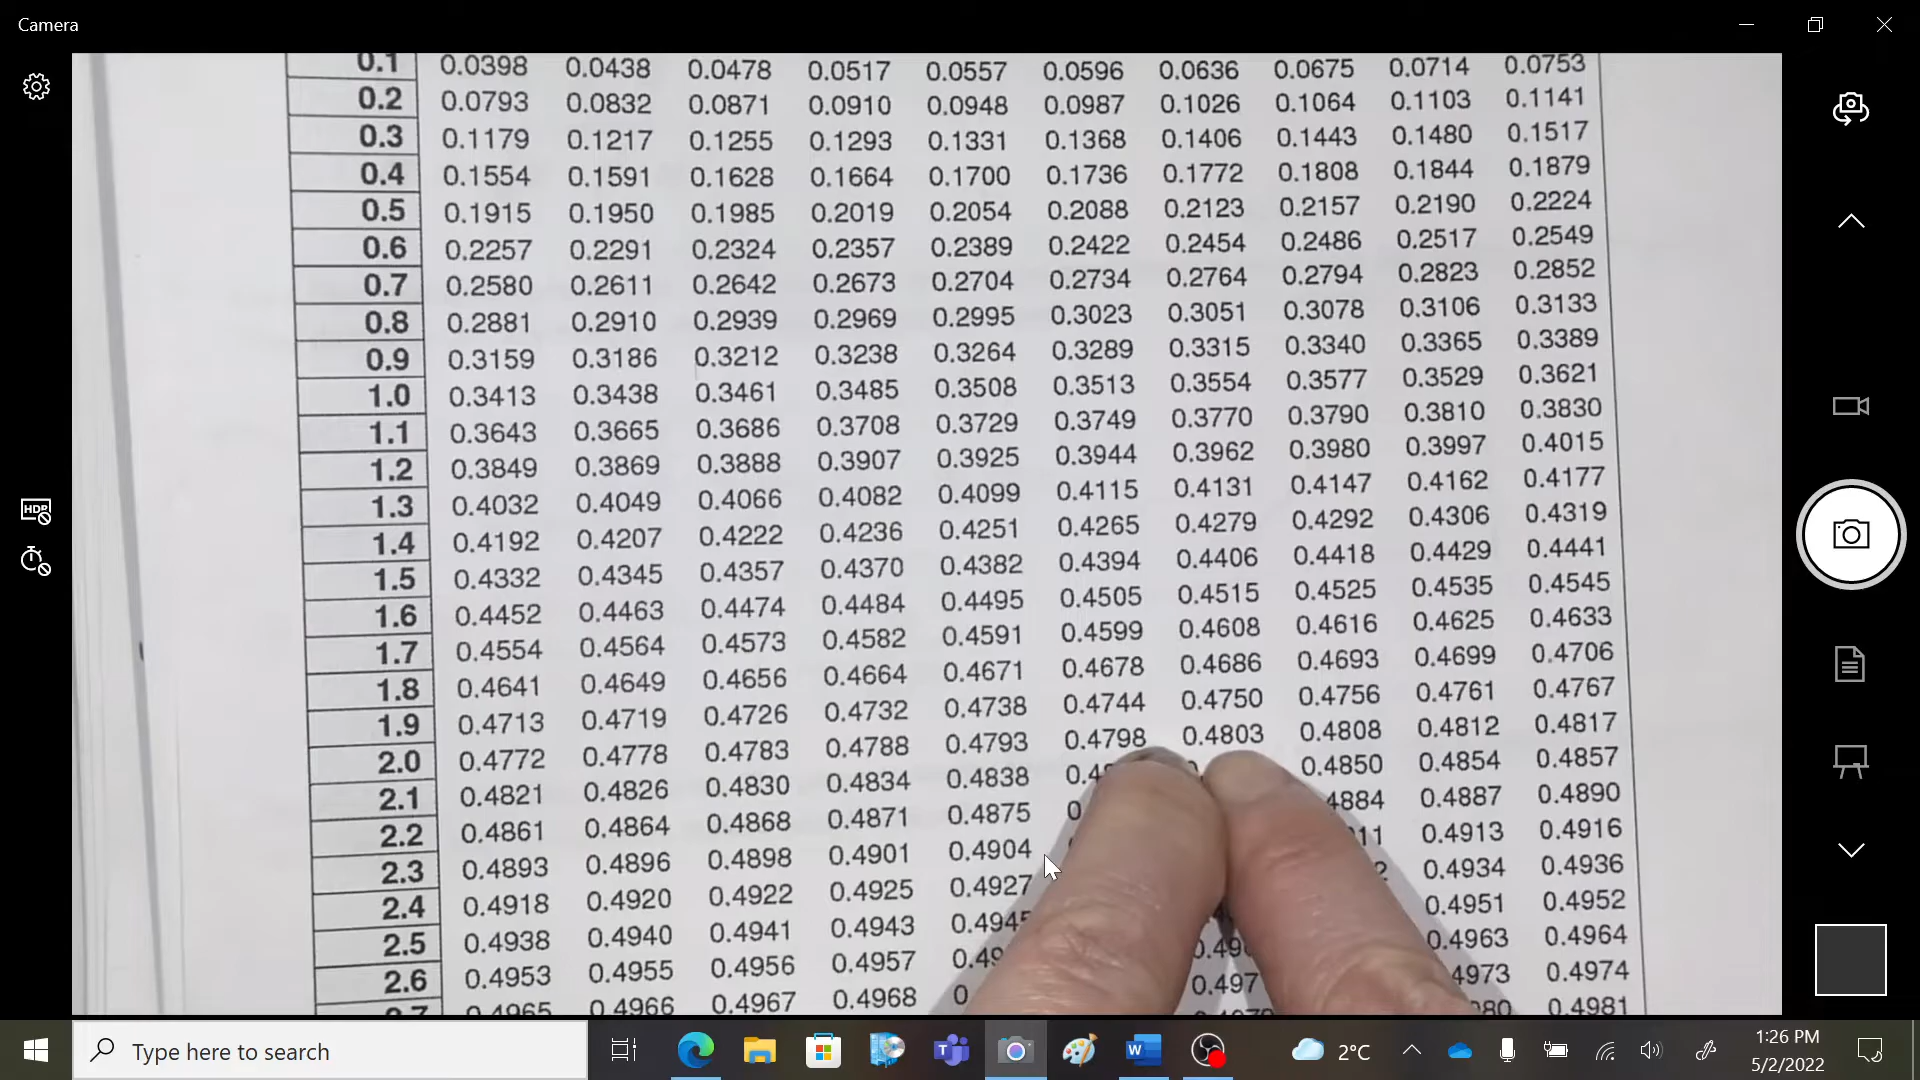 Camera
0.1 0.0398 0.0438 0.0478 0.0517 0.0557 0.0596 0.0636 0.0675 0.0714 0.0753
0.2 0.0793 0.0832 0.0871 0.0910 0.0948 0.0987 0.1026 0.1064 0.1103 0.1141
0.3 0.1179 0.1217 0.1255 0.1293 0.1331 0.1368 0.1406 0.1443 0.1480 0.1517
0.4 0.1554 0.1591 0.1628 0.1664 0.1700 0.1736 0.1772 0.1808 0.1844 0.1879
0.5 0.1915 0.1950 0.1985 0.2019 0.2054 0.2088 0.2123 0.2157 0.2190 0.2224
0.6 0.2257 0.2291 0.2324 0.2357 0.2389 0.2422 0.2454 0.2486 0.2517 0.2549
0.7 0.2580 0.2611 0.2642 0.2673 0.2704 0.2734 0.2764 0.2794 0.2823 0.2852
0.8 0.2881 0.2910 0.2939 0.2969 0.2995 0.3023 0.3051 0.3078 0.3106 0.3133
0.9 0.3159 0.3186 0.3212 0.3238 0.3264 0.3289 0.3315 0.3340 0.3365 0.3389
1.0 0.3413 0.3438 0.3461 0.3485 0.3508 0.3513 0.3554 0.3577 0.3529 0.3621
1.1 0.3643 0.3665 0.3686 0.3708 0.3729 0.3749 0.3770 0.3790 0.3810 0.3830
1.2 0.3849 0.3869 0.3888 0.3907 0.3925 0.3944 0.3962 0.3980 0.3997 0.4015
1.3 0.4032 0.4049 0.4066 0.4082 0.4099 0.4115 0.4131 0.4147 0.4162 0.4177
1.4 0.4192 0.4207 0.4222 0.4236 0.4251 0.4265 0.4279 0.4292 0.4306 0.4319
1.5 0.4332 0.4345 0.4357 0.4370 0.4382 0.4394 0.4406 0.4418 0.4429 0.4441
1.6 0.4452 0.4463 0.4474 0.4484 0.4495 0.4505 0.4515 0.4525 0.4535 0.4545
1.7 0.4554 0.4564 0.4573 0.4582 0.4591 0.4599 0.4608 0.4616 0.4625 0.4633
1.8 0.4641 0.4649 0.4656 0.4664 0.4671 0.4678 0.4686 0.4693 0.4699 0.4706
1.9 0.4713 0.4719 0.4726 0.4732 0.4738 0.4744 0.4750 0.4756 0.4761 0.4767
2.0 0.4772 0.4778 0.4783 0.4788 0.4793 0.4798 0.4803 0.4808 0.4812 0.4817
2.1 0.4821 0.4826 0.4830 0.4834 0.4838 0.4850 0.4854 0.4857
2.2 0.4861 0.4864 0.4868 0.4871 0.4875 4884 0.4887 0.4890
2.3 0.4893 0.4896 0.4898 0.4901 0.4904 0.4913 0.4916
2.4 0.4918 0.4920 0.4922 0.4925 0.4927 0.4934 0.4936
2.5 0.4938 0.4940 0.4941 0.4943 0.4951 0.4952
2.6 0.4953 0.4955 0.4956 0.4957 0.4963 0.4964
0.4965 0.4966 0.4967 0.4968 4973 0.4974
0.4981
HDR
Type here to search
2°C
1:26 PM
5/2/2022